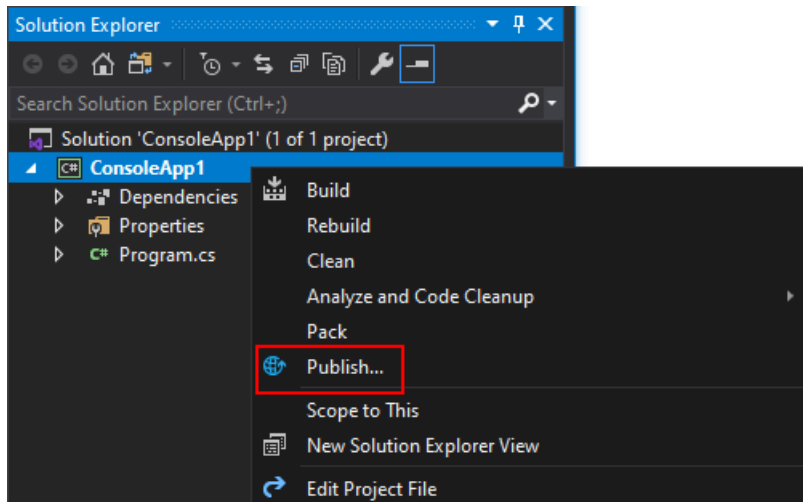 Solution Explorer
Search Solution Explorer (Ctrl+;)
Solution 'ConsoleApp1' (1 of 1 project)
C# ConsoleApp1
Dependencies
Properties
C# Program.cs
Build
Rebuild
Clean
Analyze and Code Cleanup
Pack
Publish...
Scope to This
New Solution Explorer View
Edit Project File